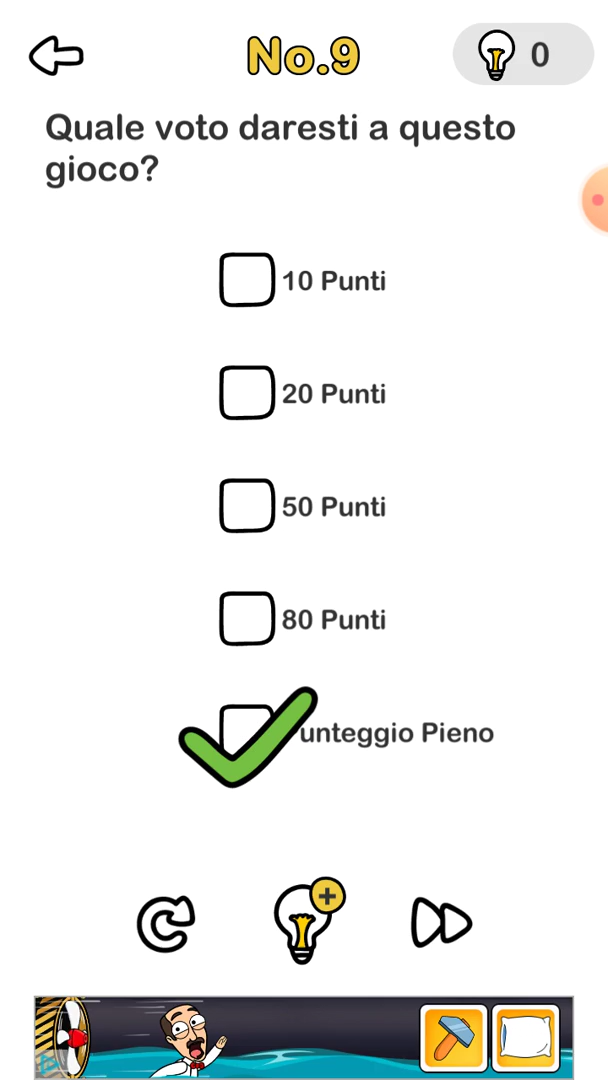 No.9
0
Quale voto daresti a questo
gioco?
10 Punti
20 Punti
50 Punti
80 Punti
unteggio Pieno